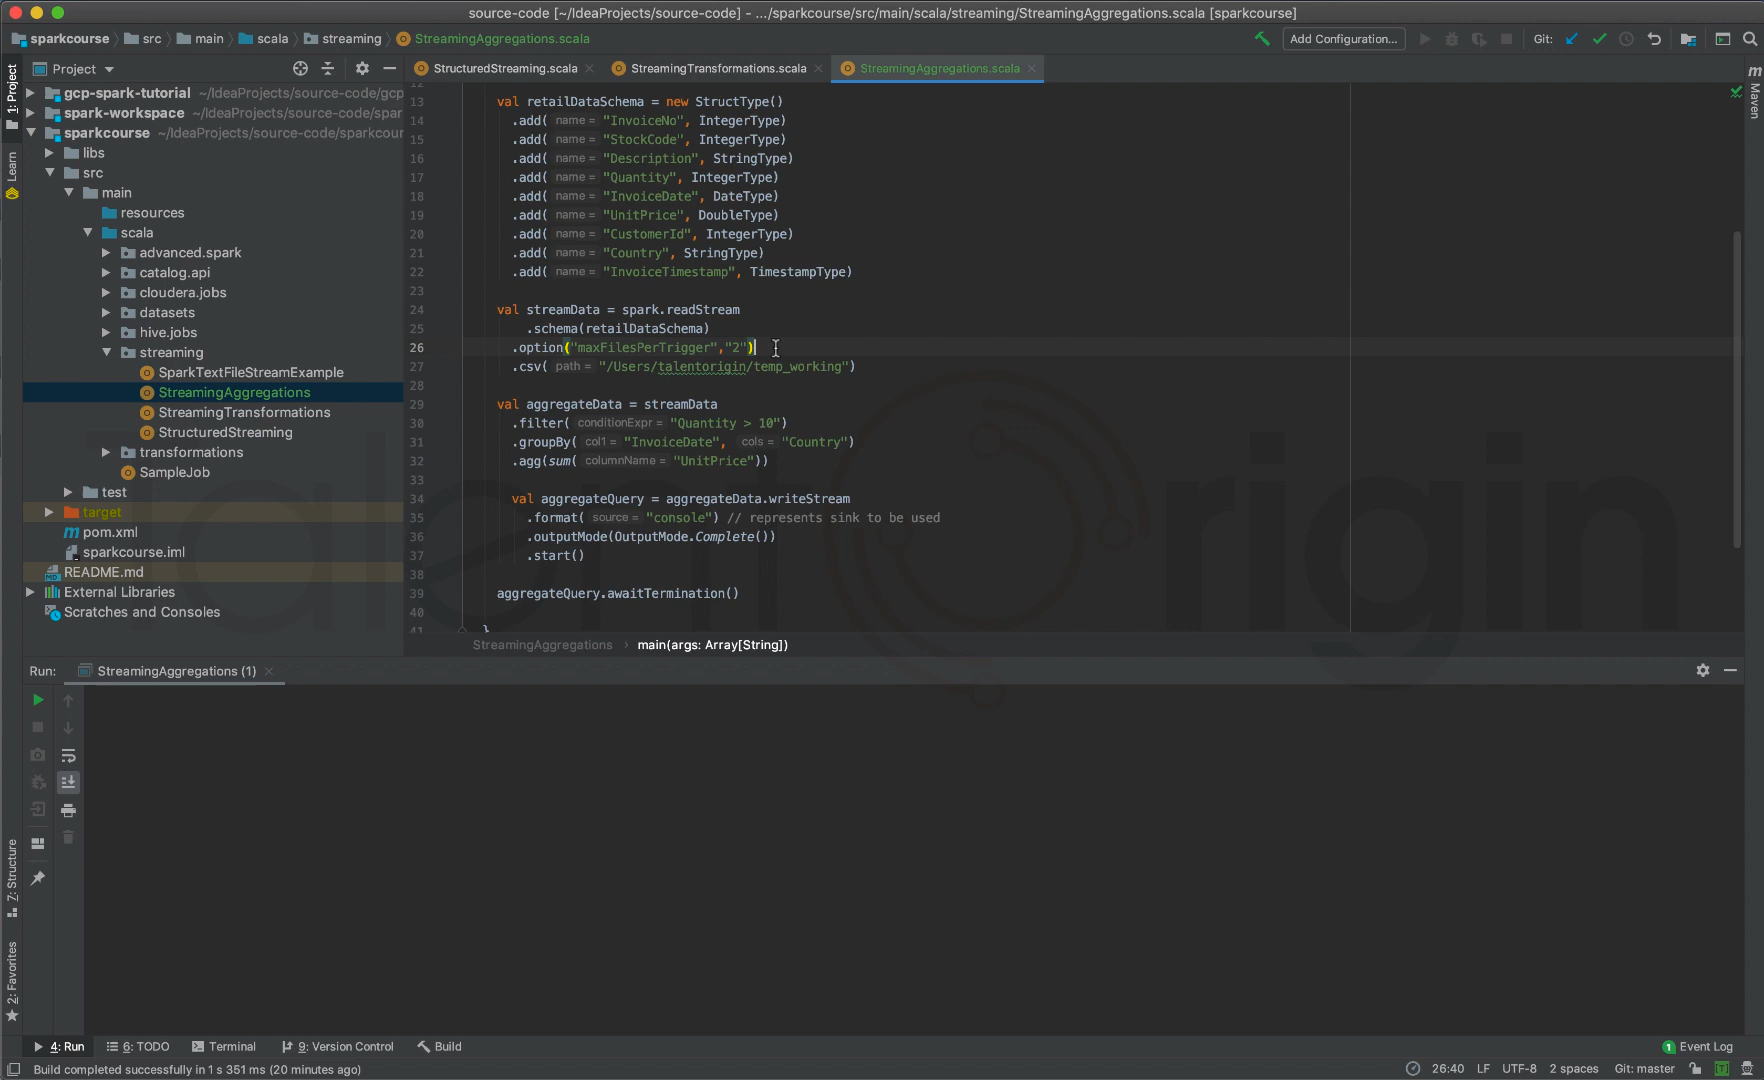 source-code [~/IdeaProjects/source-code] - .../sparkcourse/src/main/scala/streaming/StreamingAggregations.scala [sparkcourse]
sparkcourse src main scala streaming StreamingAggregations.scala
Add Configuration...
Git:
1: Project
Learn
Project
gcp-spark-tutorial ~/IdeaProjects/source-code/gcp
spark-workspace ~/IdeaProjects/source-code/spar
sparkcourse ~/IdeaProjects/source-code/sparkcour
libs
src
main
resources
scala
advanced.spark
catalog.api
cloudera.jobs
datasets
hive.jobs
streaming
SparkTextFileStreamExample
StreamingAggregations
StreamingTransformations
StructuredStreaming
transformations
SampleJob
test
target
pom.xml
sparkcourse.iml
README.md
External Libraries
Scratches and Consoles
StructuredStreaming.scala StreamingTransformations.scala StreamingAggregations.scala
12
13 val retailDataSchema = new StructType()
14 .add( name = "InvoiceNo", IntegerType)
15 .add( name = "StockCode", IntegerType)
16 .add( name = "Description", StringType)
17 .add( name = "Quantity", IntegerType)
18 .add( name = "InvoiceDate", DateType)
19 .add( name = "UnitPrice", DoubleType)
20 .add( name = "CustomerId", IntegerType)
21 .add( name = "Country", StringType)
22 .add( name = "InvoiceTimestamp", TimestampType)
23
24 val streamData = spark.readStream
25 .schema(retailDataSchema)
26 .option("maxFilesPerTrigger","2")
27 .csv( path = "/Users/talentorigin/temp_working")
28
29 val aggregateData = streamData
30 .filter( conditionExpr = "Quantity > 10")
31 .groupBy( col1 = "InvoiceDate", cols = "Country")
32 .agg(sum( columnName = "UnitPrice"))
33
34 val aggregateQuery = aggregateData.writeStream
35 .format( source = "console") // represents sink to be used
36 .outputMode(OutputMode.Complete())
37 .start()
38
39 aggregateQuery.awaitTermination()
40
41 }
StreamingAggregations › main(args: Array[String])
Maven
Talent Origin
Run: StreamingAggregations (1)
Z: Structure
2: Favorites
4: Run 6: TODO Terminal 9: Version Control Build
1 Event Log
Build completed successfully in 1 s 351 ms (20 minutes ago)
26:40 LF UTF-8 2 spaces Git: master